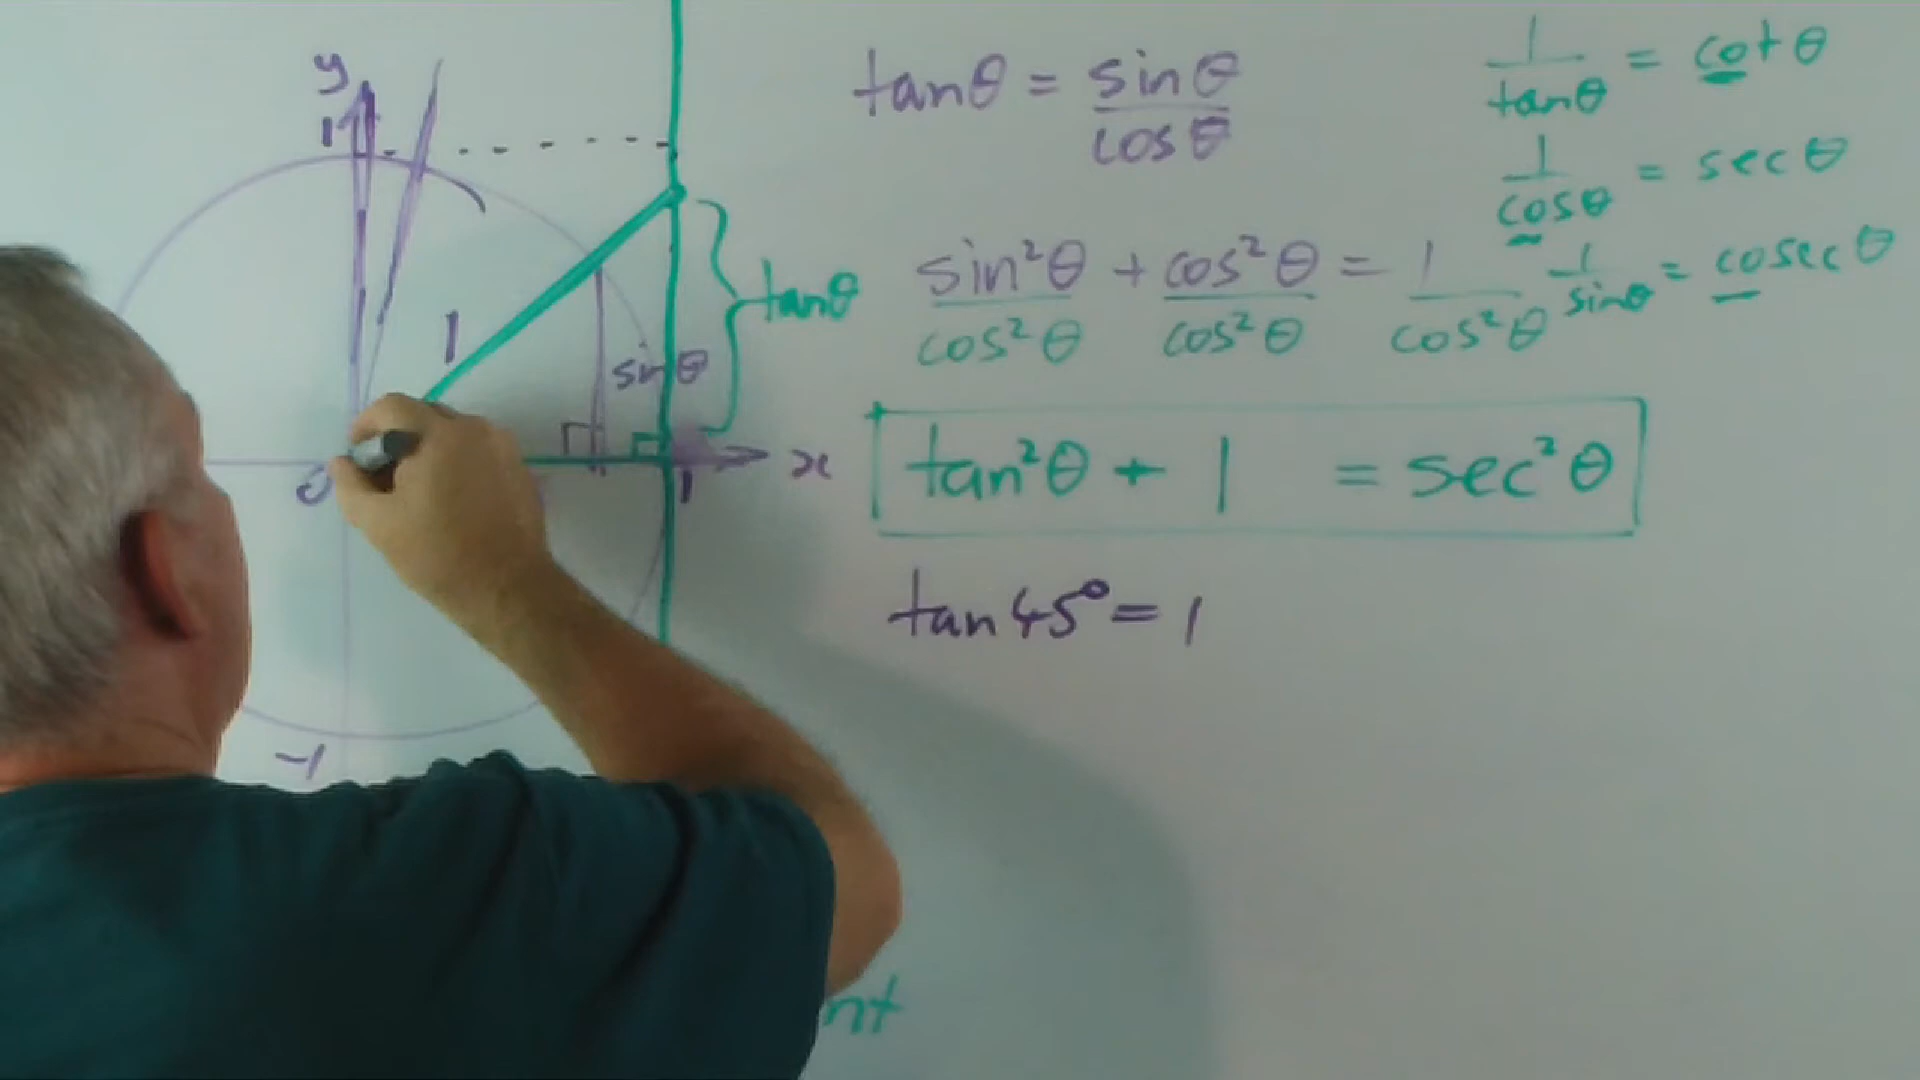 y
1
1
O
1
x
-1
sinθ
tanθ
tanθ = sinθ/cosθ
1/tanθ = cotθ
1/cosθ = secθ
1/sinθ = cosecθ
sin²θ/cos²θ + cos²θ/cos²θ = 1/cos²θ
tan²θ + 1 = sec²θ
tan45° = 1
nt